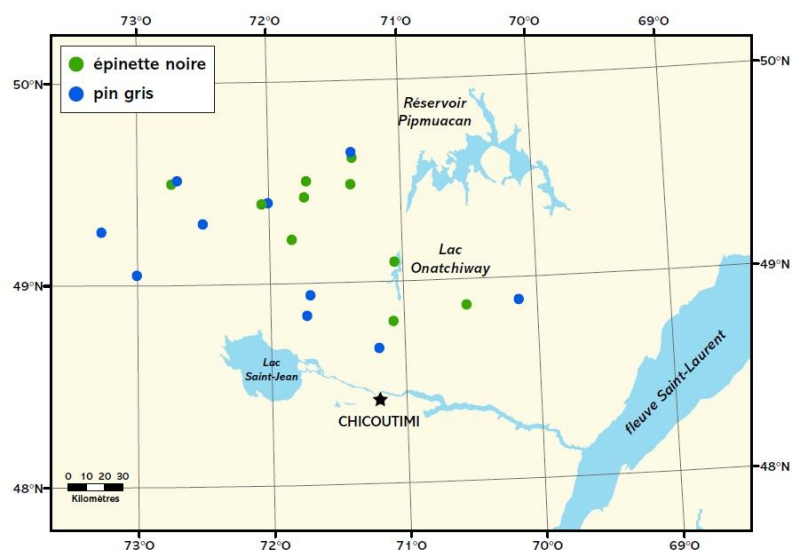 73°O 72°O 71°O 70°O 69°O
épinette noire
pin gris
50°N 50°N
Réservoir
Pipmuacan
Lac
Onatchiway
49°N 49°N
Lac
Saint-Jean
fleuve Saint-Laurent
CHICOUTIMI
0 10 20 30
Kilomètres
48°N 48°N
73°O 72°O 71°O 70°O 69°O